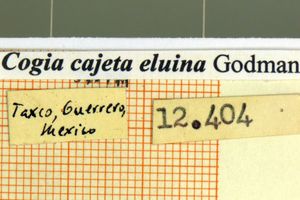 Cogia cajeta eluina Godman
Taxco, Guerrero,
Mexico
12.404